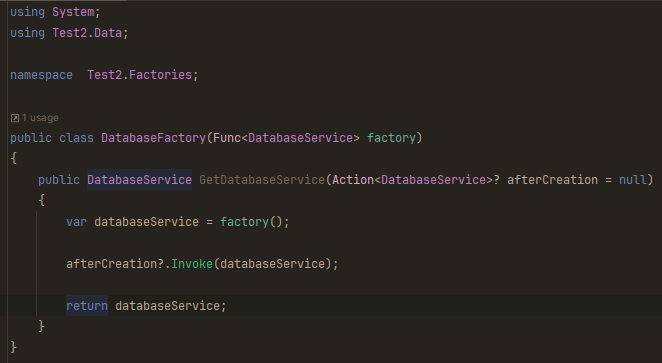 using System;
using Test2.Data;
namespace  Test2.Factories;
1 usage
public class DatabaseFactory(Func<DatabaseService> factory)
{
    public DatabaseService GetDatabaseService(Action<DatabaseService>? afterCreation = null)
    {
        var databaseService = factory();
        afterCreation?.Invoke(databaseService);
        return databaseService;
    }
}